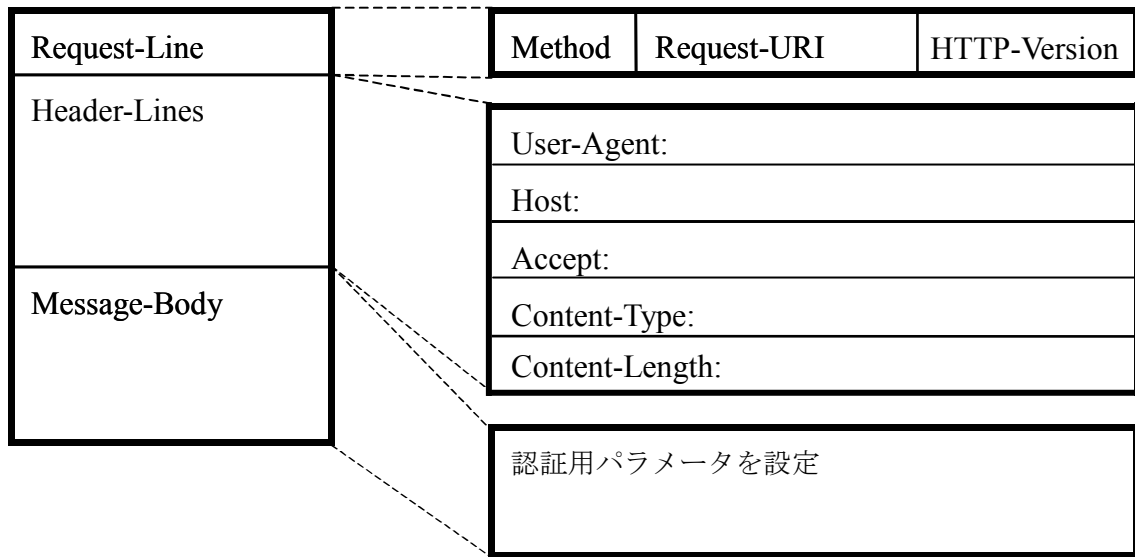 Request-Line
Header-Lines
Message-Body
Method Request-URI HTTP-Version
User-Agent:
Host:
Accept:
Content-Type:
Content-Length:
認証用パラメータを設定